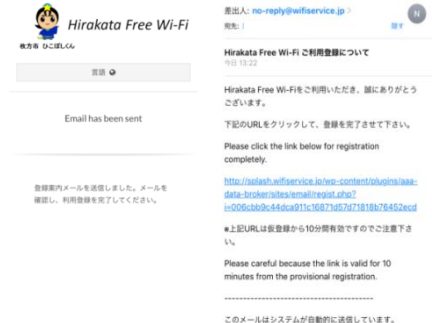 Hirakata Free Wi-Fi
枚方市 ひこぼしくん
言語
Email has been sent
登録案内メールを送信しました。メールを
確認し、利用登録を完了してください。
差出人: no-reply@wifiservice.jp >
宛先:
隠す
N
Hirakata Free Wi-Fi ご利用登録について
今日 13:22
Hirakata Free Wi-Fiをご利用いただき、誠にありがとう
ございます。
下記のURLをクリックして、登録を完了させて下さい。
Please click the link below for registration
completely.
http://splash.wifiservice.jp/wp-content/plugins/aaa-
data-broker/sites/email/regist.php?
i=006cbb9c44dca911c16871d57d71818b76452ecd
※上記URLは仮登録から10分間有効ですのでご注意下さ
い。
Please careful because the link is valid for 10
minutes from the provisional registration.
----------------------------------------
このメールはシステムが自動的に送信しています。